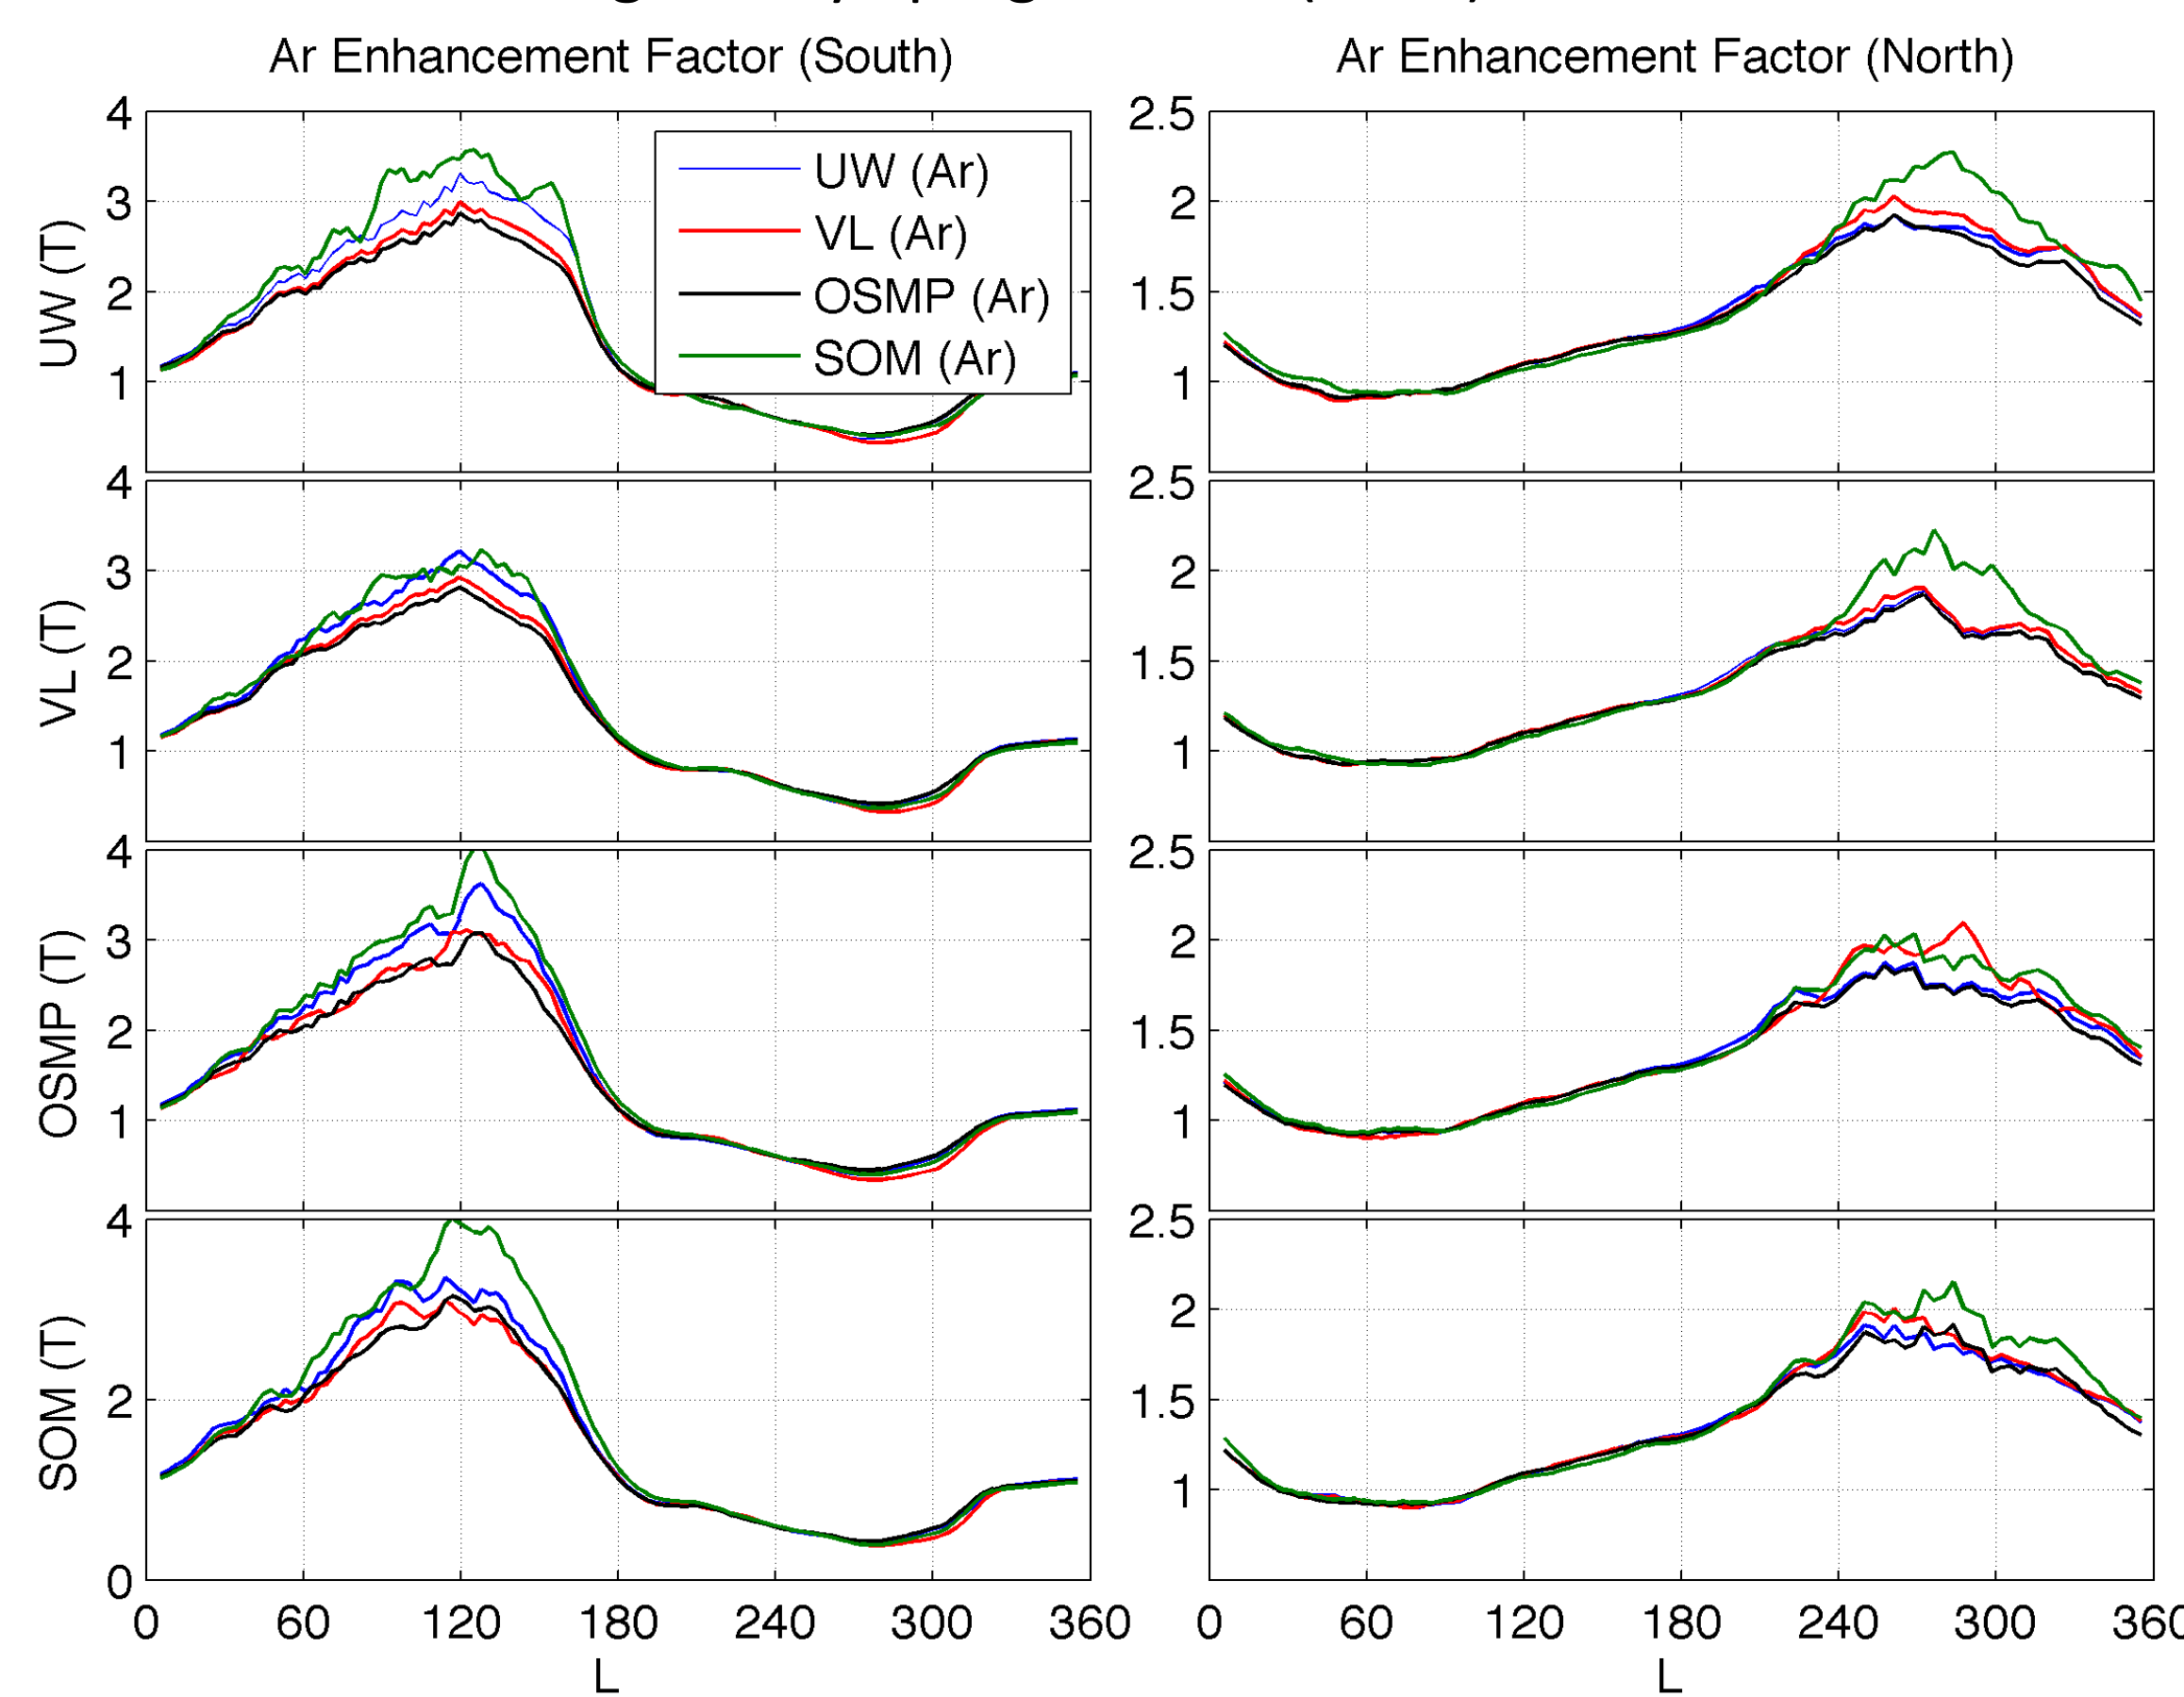 Ar Enhancement Factor (South)
Ar Enhancement Factor (North)
4
3
2
1
UW (T)
UW (Ar)
VL (Ar)
OSMP (Ar)
SOM (Ar)
2.5
2
1.5
1
4
3
2
1
VL (T)
2.5
2
1.5
1
4
3
2
1
OSMP (T)
2.5
2
1.5
1
4
2
0
SOM (T)
2.5
2
1.5
1
0 60 120 180 240 300 360
L
0 60 120 180 240 300 360
L